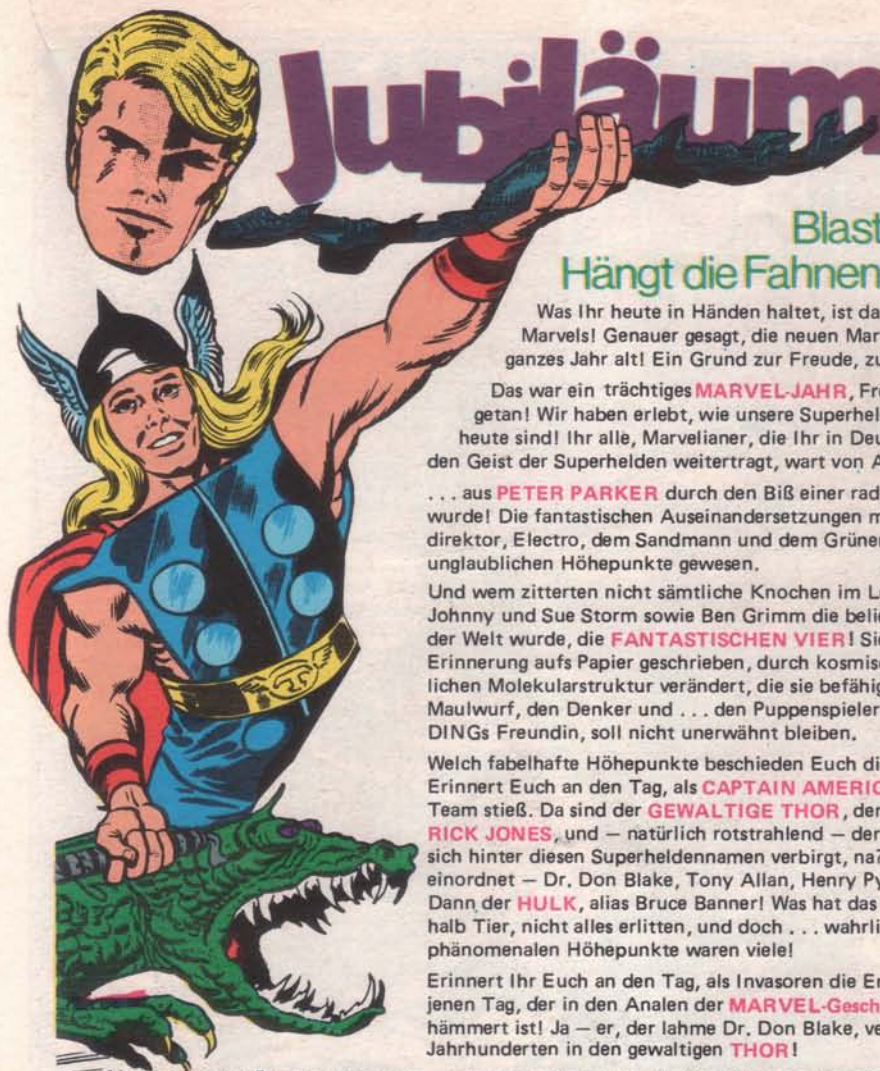 Jubiläum
Blast
Hängt die Fahnen
Was Ihr heute in Händen haltet, ist da
Marvels! Genauer gesagt, die neuen Mar
ganzes Jahr alt! Ein Grund zur Freude, zu
Das war ein trächtiges MARVEL-JAHR, Fre
getan! Wir haben erlebt, wie unsere Superhel
heute sind! Ihr alle, Marvelianer, die Ihr in Deu
den Geist der Superhelden weitertragt, wart von A
. . . aus PETER PARKER durch den Biß einer rad
wurde! Die fantastischen Auseinandersetzungen m
direktor, Electro, dem Sandmann und dem Grüner
unglaublichen Höhepunkte gewesen.
Und wem zitterten nicht sämtliche Knochen im L
Johnny und Sue Storm sowie Ben Grimm die belie
der Welt wurde, die FANTASTISCHEN VIER! Sie
Erinnerung aufs Papier geschrieben, durch kosmisc
lichen Molekularstruktur verändert, die sie befähig
Maulwurf, den Denker und . . . den Puppenspieler
DINGs Freundin, soll nicht unerwähnt bleiben.
Welch fabelhafte Höhepunkte beschieden Euch di
Erinnert Euch an den Tag, als CAPTAIN AMERIC
Team stieß. Da sind der GEWALTIGE THOR, der
RICK JONES, und — natürlich rotstrahlend — der
sich hinter diesen Superheldennamen verbirgt, na?
einordnet — Dr. Don Blake, Tony Allan, Henry Py
Dann der HULK, alias Bruce Banner! Was hat das
halb Tier, nicht alles erlitten, und doch . . . wahrli
phänomenalen Höhepunkte waren viele!
Erinnert Ihr Euch an den Tag, als Invasoren die Er
jenen Tag, der in den Analen der MARVEL-Gesch
hämmert ist! Ja — er, der lahme Dr. Don Blake, ve
Jahrhunderten in den gewaltigen THOR!